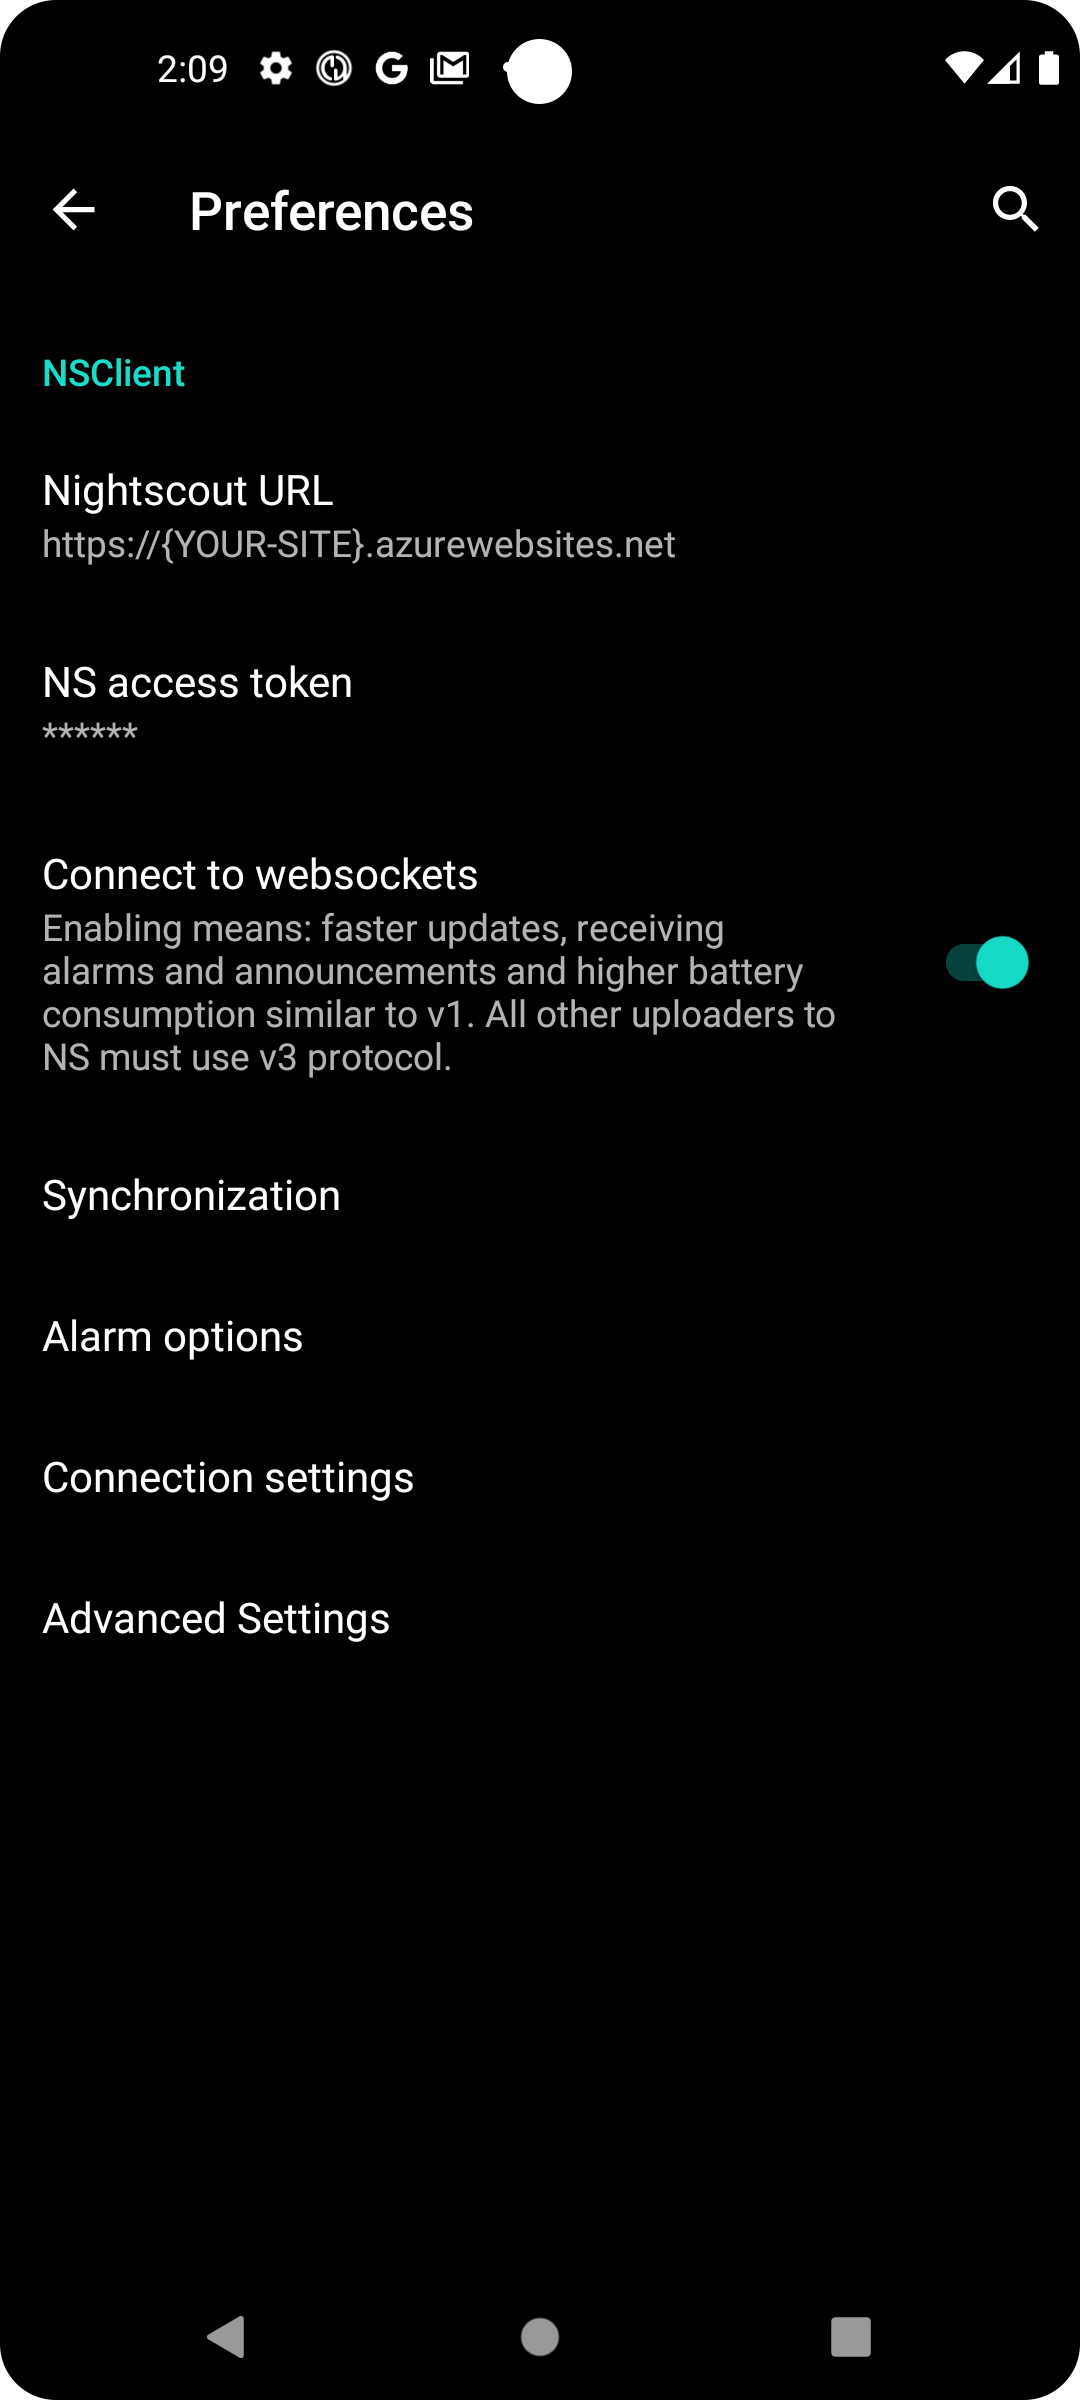 2:09
Preferences
NSClient
Nightscout URL
https://{YOUR-SITE}.azurewebsites.net
NS access token
******
Connect to websockets
Enabling means: faster updates, receiving
alarms and announcements and higher battery
consumption similar to v1. All other uploaders to
NS must use v3 protocol.
Synchronization
Alarm options
Connection settings
Advanced Settings